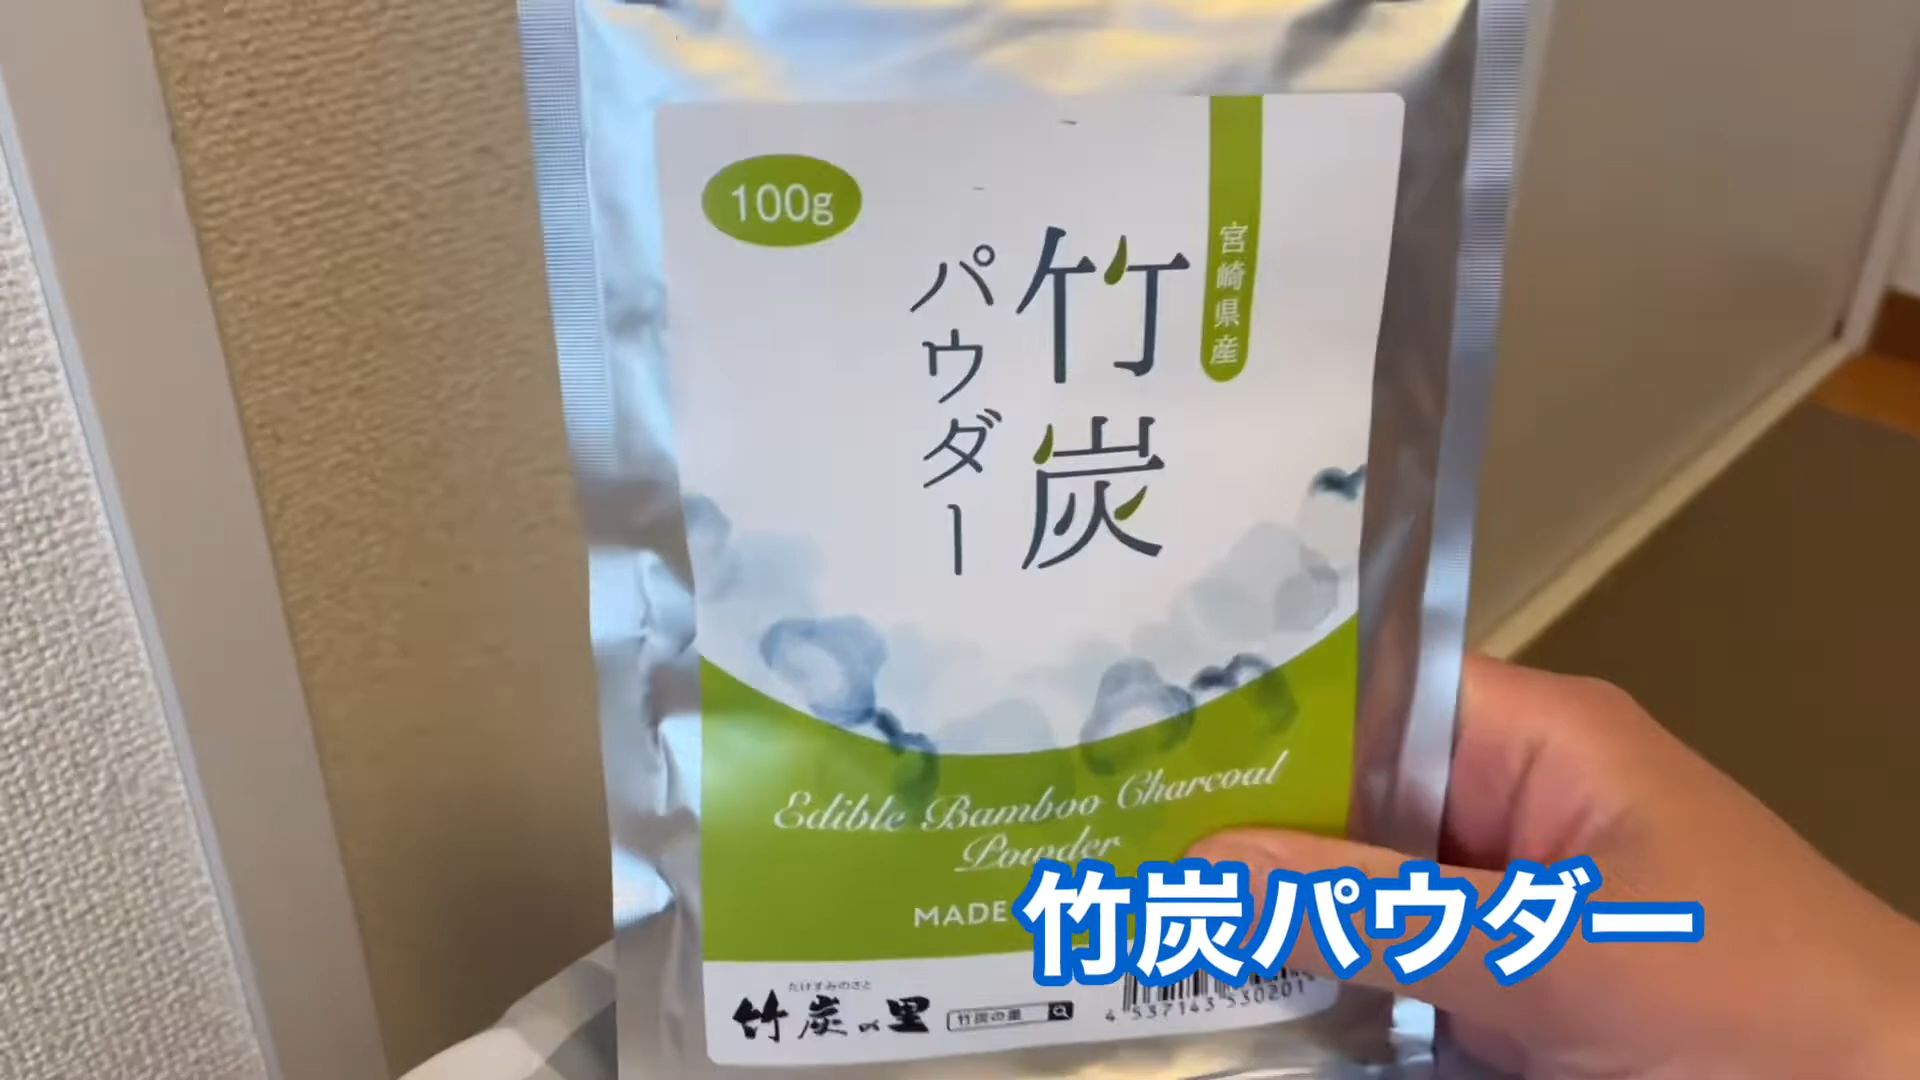 100g
宮崎県産
竹炭
パウダー
Edible Bamboo Charcoal
Powder
MADE
竹炭パウダー
たけすみのさと
竹炭の里
竹炭の里
4 537143 530201